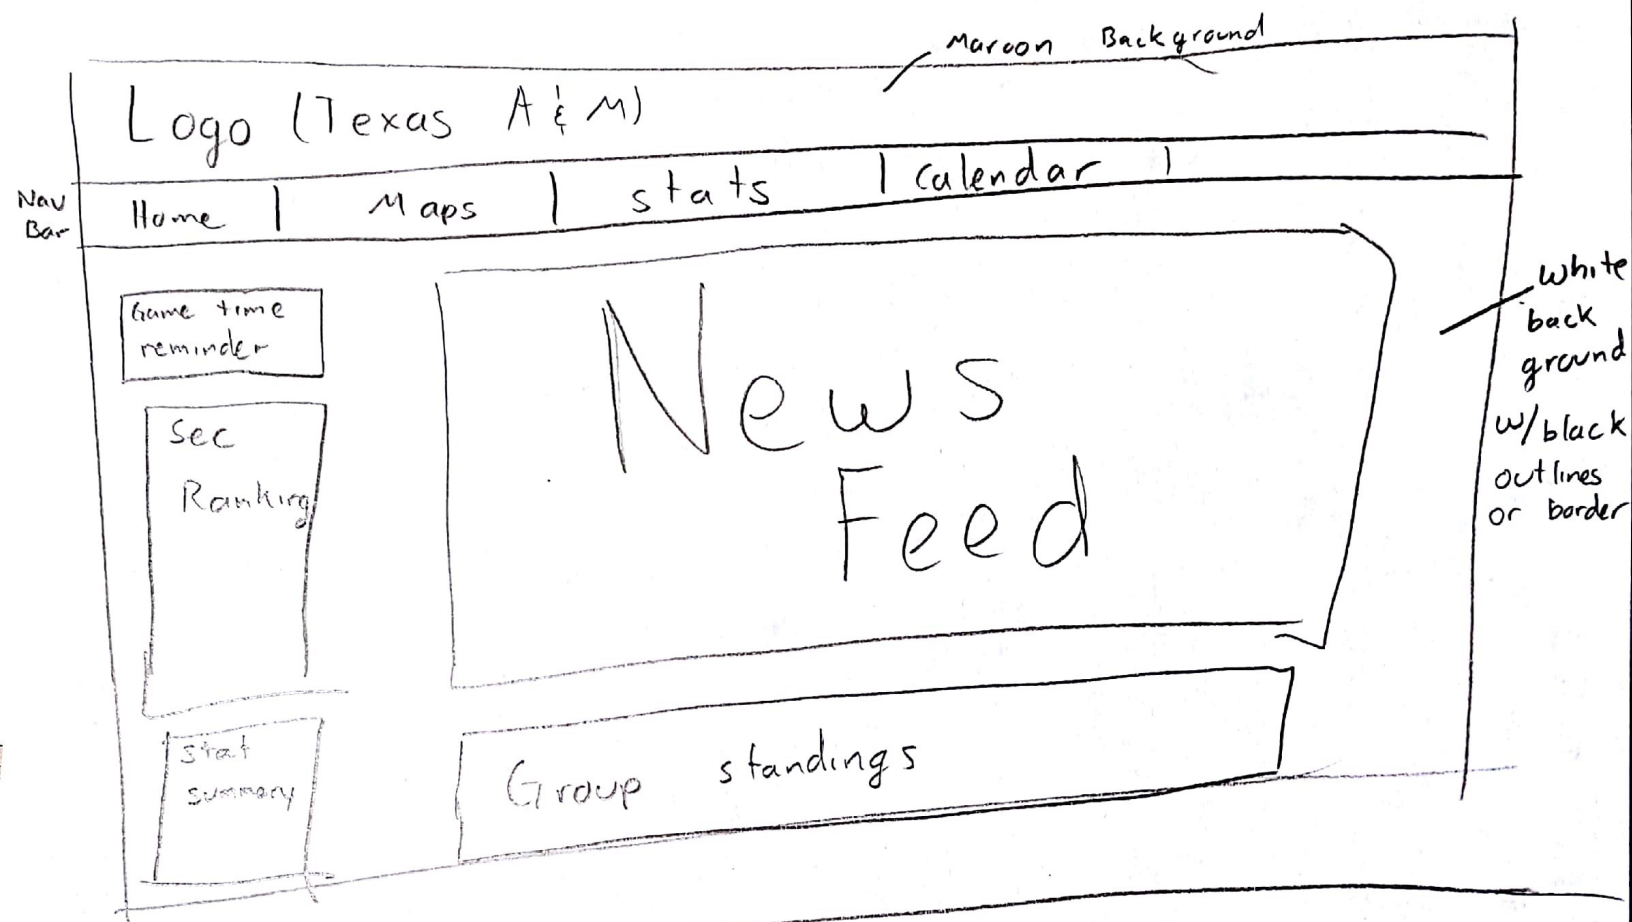 Maroon Background
Logo (Texas A & M)
Nav
Bar
Home | Maps | stats | Calendar |
Game time
reminder
Sec
Ranking
News
Feed
white
back
ground
w/black
outlines
or border
Stat
summary
Group standings